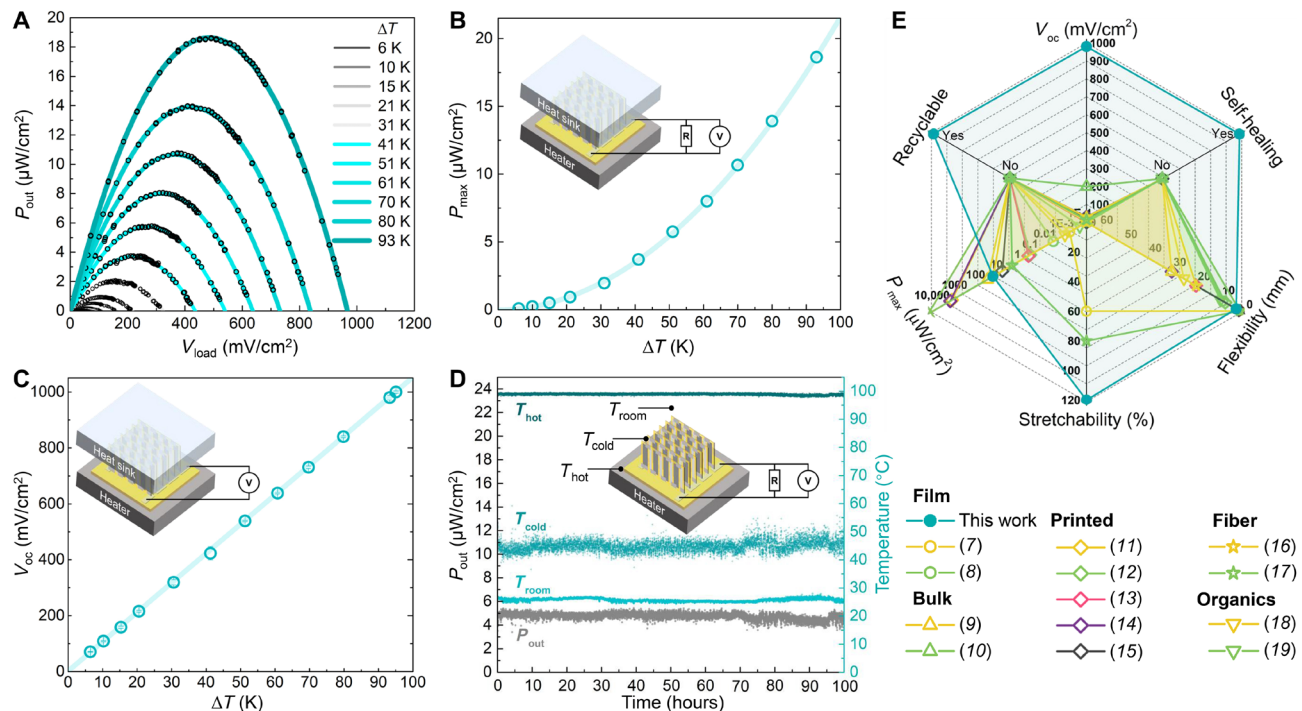 A
P_out (μW/cm²)
20
18
16
14
12
10
8
6
4
2
0
0 200 400 600 800 1000 1200
V_load (mV/cm²)
ΔT
6 K
10 K
15 K
21 K
31 K
41 K
51 K
61 K
70 K
80 K
93 K
B
P_max (μW/cm²)
20
15
10
5
0
0 10 20 30 40 50 60 70 80 90 100
ΔT (K)
Heat sink
Heater
R
V
C
V_oc (mV/cm²)
1000
800
600
400
200
0
0 10 20 30 40 50 60 70 80 90 100
ΔT (K)
Heat sink
Heater
V
D
P_out (μW/cm²)
24
22
20
18
16
14
12
10
8
6
4
2
0
0 10 20 30 40 50 60 70 80 90 100
Time (hours)
Temperature (°C)
100
90
80
70
60
50
40
30
20
10
0
T_hot
T_cold
T_room
P_out
T_room
T_cold
T_hot
Heater
R
V
E
V_oc (mV/cm²)
1000
900
800
700
600
500
400
300
200
100
Self-healing
Yes
No
Flexibility (mm)
60
50
40
30
20
10
0
Stretchability (%)
20
40
60
80
100
120
P_max (μW/cm²)
1E-3
0.01
0.1
1
10
100
1000
10,000
Recyclable
Yes
No
Film
This work
(7)
(8)
Bulk
(9)
(10)
Printed
(11)
(12)
(13)
(14)
(15)
Fiber
(16)
(17)
Organics
(18)
(19)